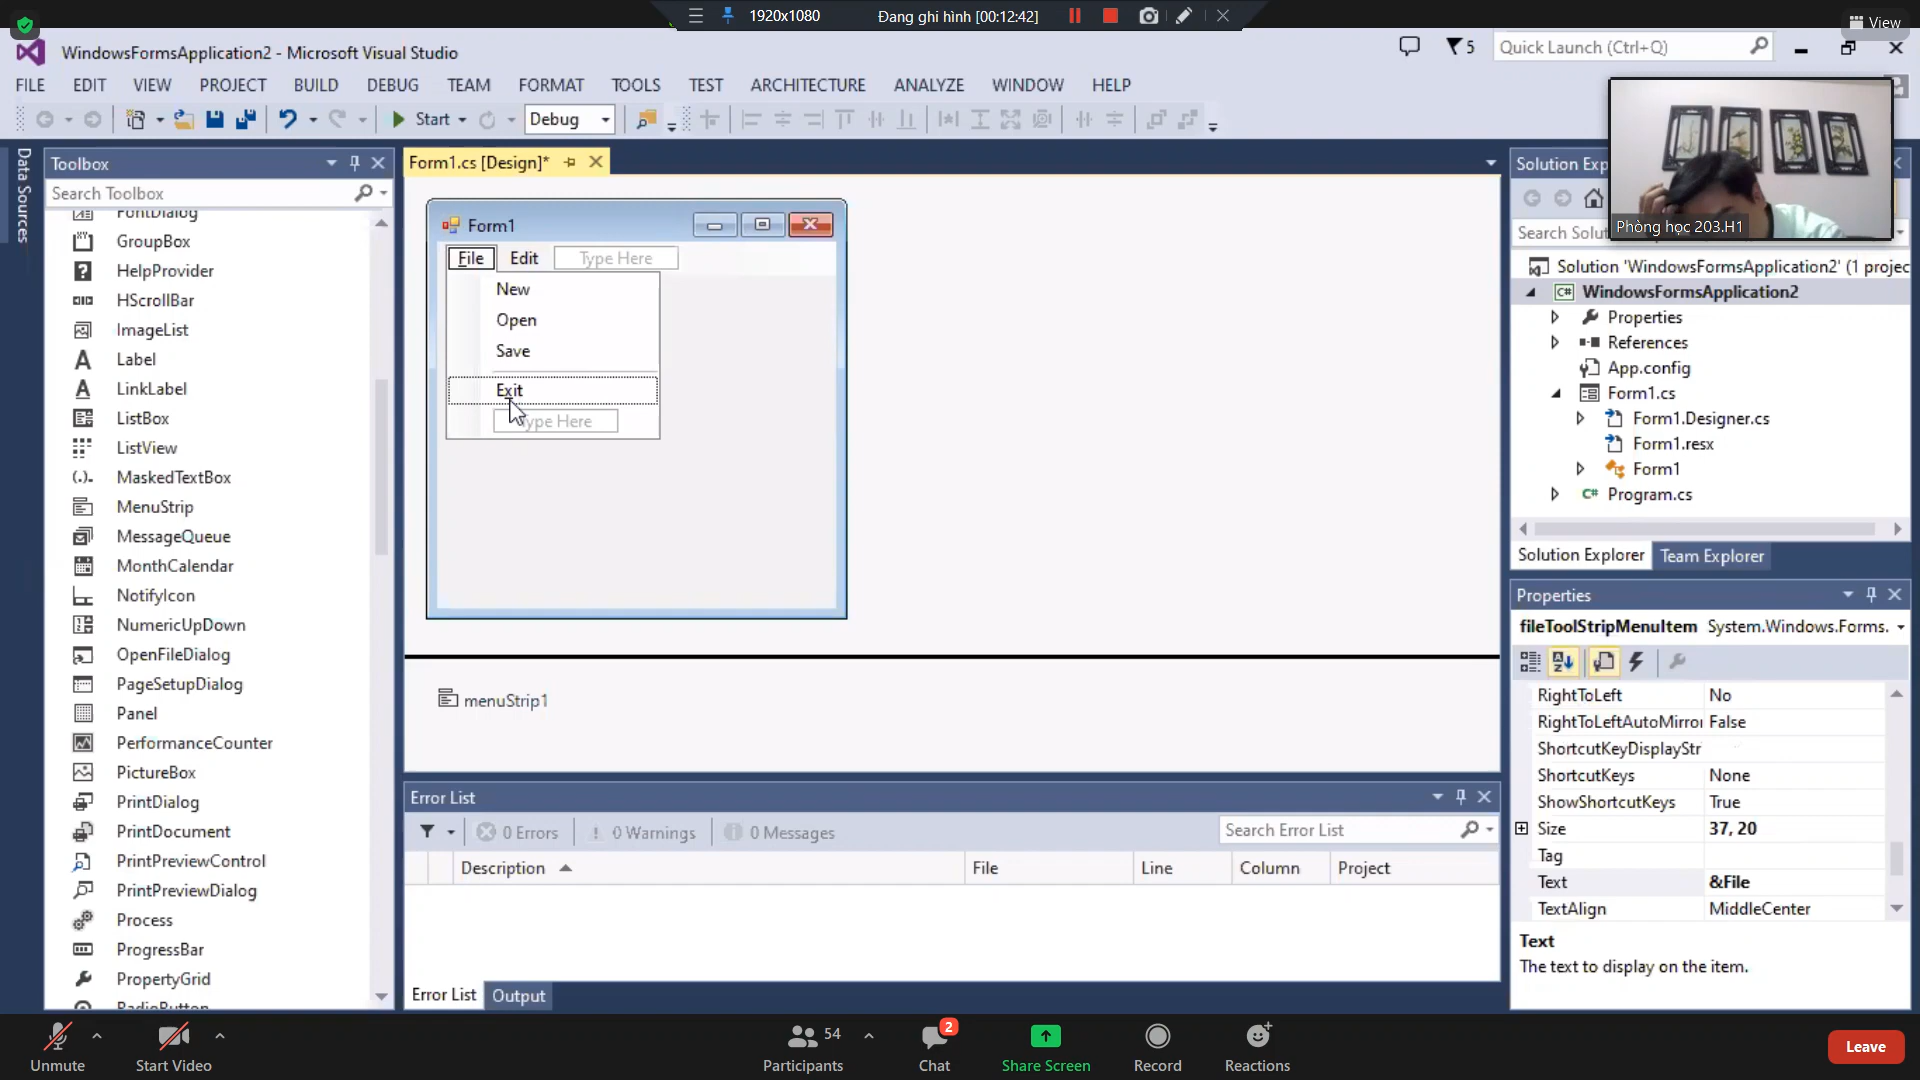 1920x1080
Đang ghi hình [00:12:42]
View
WindowsFormsApplication2 - Microsoft Visual Studio
5
Quick Launch (Ctrl+Q)
FILE EDIT VIEW PROJECT BUILD DEBUG TEAM FORMAT TOOLS TEST ARCHITECTURE ANALYZE WINDOW HELP
Start
Debug
Data Sources
Toolbox
Search Toolbox
FontDialog
GroupBox
HelpProvider
HScrollBar
ImageList
Label
LinkLabel
ListBox
ListView
MaskedTextBox
MenuStrip
MessageQueue
MonthCalendar
NotifyIcon
NumericUpDown
OpenFileDialog
PageSetupDialog
Panel
PerformanceCounter
PictureBox
PrintDialog
PrintDocument
PrintPreviewControl
PrintPreviewDialog
Process
ProgressBar
PropertyGrid
RadioButton
Form1.cs [Design]*
Form1
File Edit Type Here
New
Open
Save
Exit
Type Here
menuStrip1
Error List
0 Errors 0 Warnings 0 Messages
Search Error List
Description File Line Column Project
Error List Output
Solution Exp
Phòng học 203.H1
Search Solut
Solution 'WindowsFormsApplication2' (1 projec
C# WindowsFormsApplication2
Properties
References
App.config
Form1.cs
Form1.Designer.cs
Form1.resx
Form1
C# Program.cs
Solution Explorer Team Explorer
Properties
fileToolStripMenuItem System.Windows.Forms.
RightToLeft No
RightToLeftAutoMirror False
ShortcutKeyDisplayStr
ShortcutKeys None
ShowShortcutKeys True
Size 37, 20
Tag
Text &File
TextAlign MiddleCenter
Text
The text to display on the item.
Unmute
Start Video
54
Participants
2
Chat
Share Screen
Record
Reactions
Leave